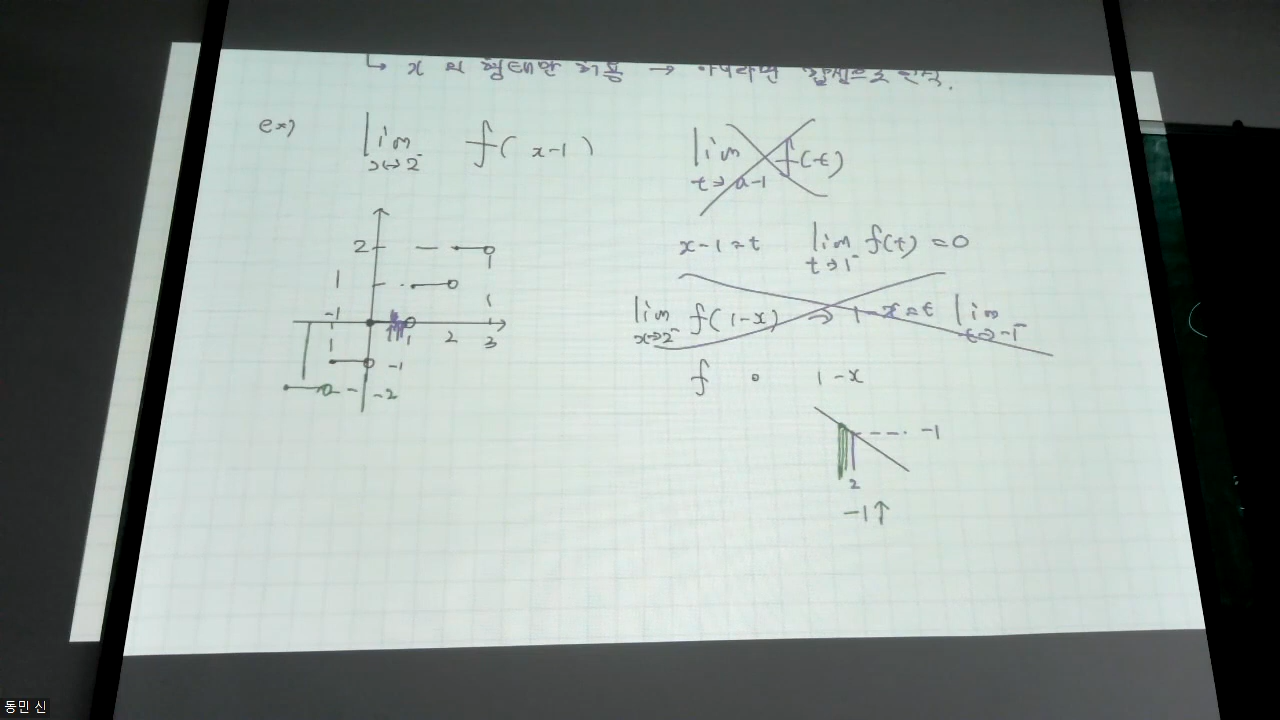 ↳ x 의 형태만 허용 → 아니라면 합성으로 인식.
ex) lim x→2⁻ f( x-1 )
lim t→a-1 f(t)
x-1=t lim t→1⁻ f(t) =0
lim x→2⁻ f(1-x) → 1-x=t lim t→-1⁻
f ∘ 1-x
2
1
-1 1 2 3
-1
-2
-1
2
-1↑
동민 신